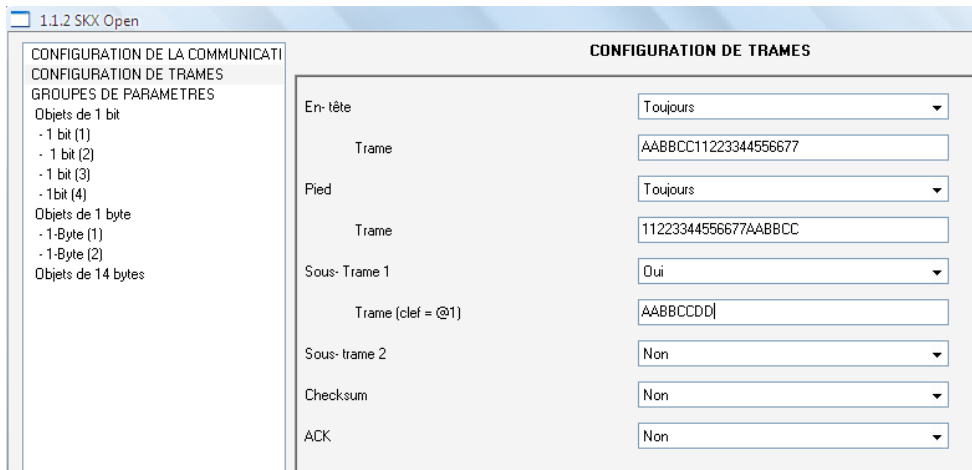 1.1.2 SKX Open
CONFIGURATION DE LA COMMUNICATI
CONFIGURATION DE TRAMES
GROUPES DE PARAMETRES
Objets de 1 bit
- 1 bit (1)
- 1 bit (2)
- 1 bit (3)
- 1bit (4)
Objets de 1 byte
- 1-Byte (1)
- 1-Byte (2)
Objets de 14 bytes
CONFIGURATION DE TRAMES
En- tête Toujours
Trame AABBCC11223344556677
Pied Toujours
Trame 11223344556677AABBCC
Sous- Trame 1 Oui
Trame (clef = @1) AABBCCDD
Sous- trame 2 Non
Checksum Non
ACK Non